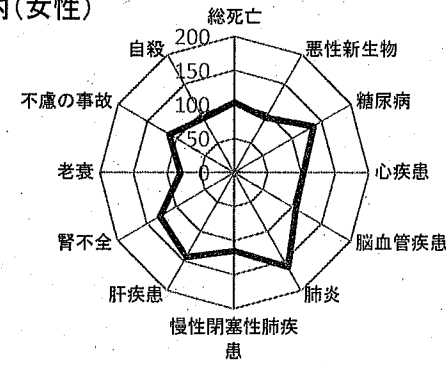 内(女性)
総死亡
悪性新生物
糖尿病
心疾患
脳血管疾患
肺炎
慢性閉塞性肺疾
患
肝疾患
腎不全
老衰
不慮の事故
自殺
200
150
100
50
0